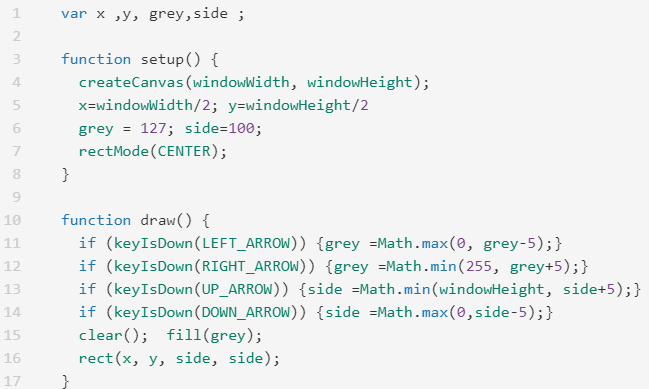 1 var x ,y, grey,side ;
2
3 function setup() {
4   createCanvas(windowWidth, windowHeight);
5   x=windowWidth/2; y=windowHeight/2
6   grey = 127; side=100;
7   rectMode(CENTER);
8 }
9
10 function draw() {
11   if (keyIsDown(LEFT_ARROW)) {grey =Math.max(0, grey-5);}
12   if (keyIsDown(RIGHT_ARROW)) {grey =Math.min(255, grey+5);}
13   if (keyIsDown(UP_ARROW)) {side =Math.min(windowHeight, side+5);}
14   if (keyIsDown(DOWN_ARROW)) {side =Math.max(0,side-5);}
15   clear();  fill(grey);
16   rect(x, y, side, side);
17 }